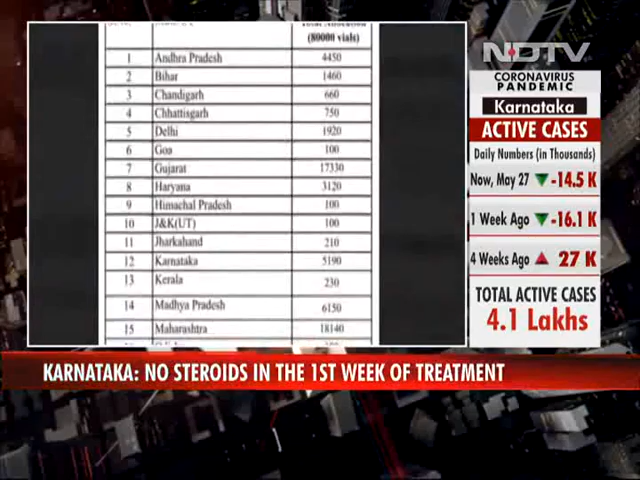 (80000 vials)
1 Andhra Pradesh 4450
2 Bihar 1460
3 Chandigarh 660
4 Chhattisgarh 750
5 Delhi 1920
6 Goa 100
7 Gujarat 17330
8 Haryana 3120
9 Himachal Pradesh 100
10 J&K(UT) 100
11 Jharkahand 210
12 Karnataka 5190
13 Kerala 230
14 Madhya Pradesh 6150
15 Maharashtra 18140
NDTV
CORONAVIRUS
PANDEMIC
Karnataka
ACTIVE CASES
Daily Numbers (in Thousands)
Now, May 27 ▼ -14.5 K
1 Week Ago ▼ -16.1 K
4 Weeks Ago ▲ 27 K
TOTAL ACTIVE CASES
4.1 Lakhs
KARNATAKA: NO STEROIDS IN THE 1ST WEEK OF TREATMENT